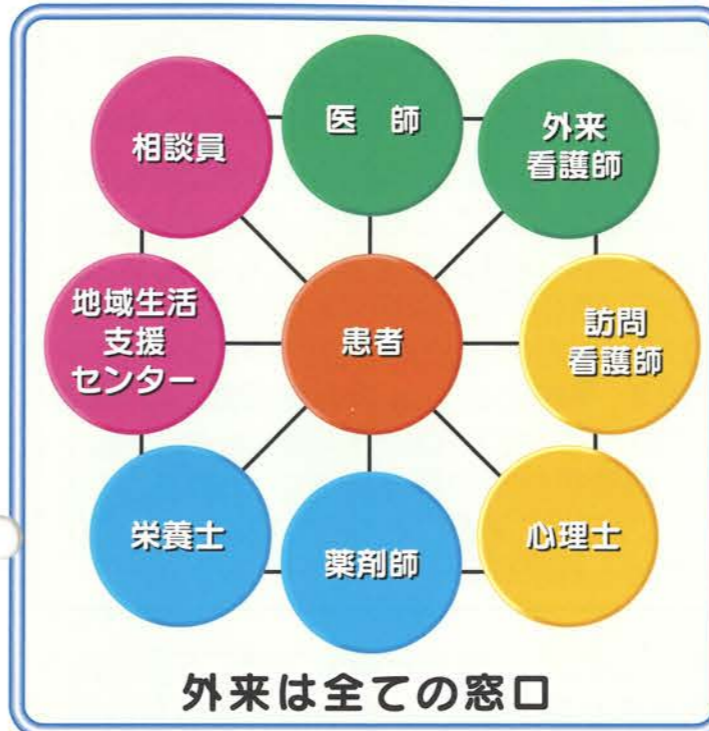 医 師
相談員
外来
看護師
地域生活
支援
センター
患者
訪問
看護師
栄養士
薬剤師
心理士
外来は全ての窓口